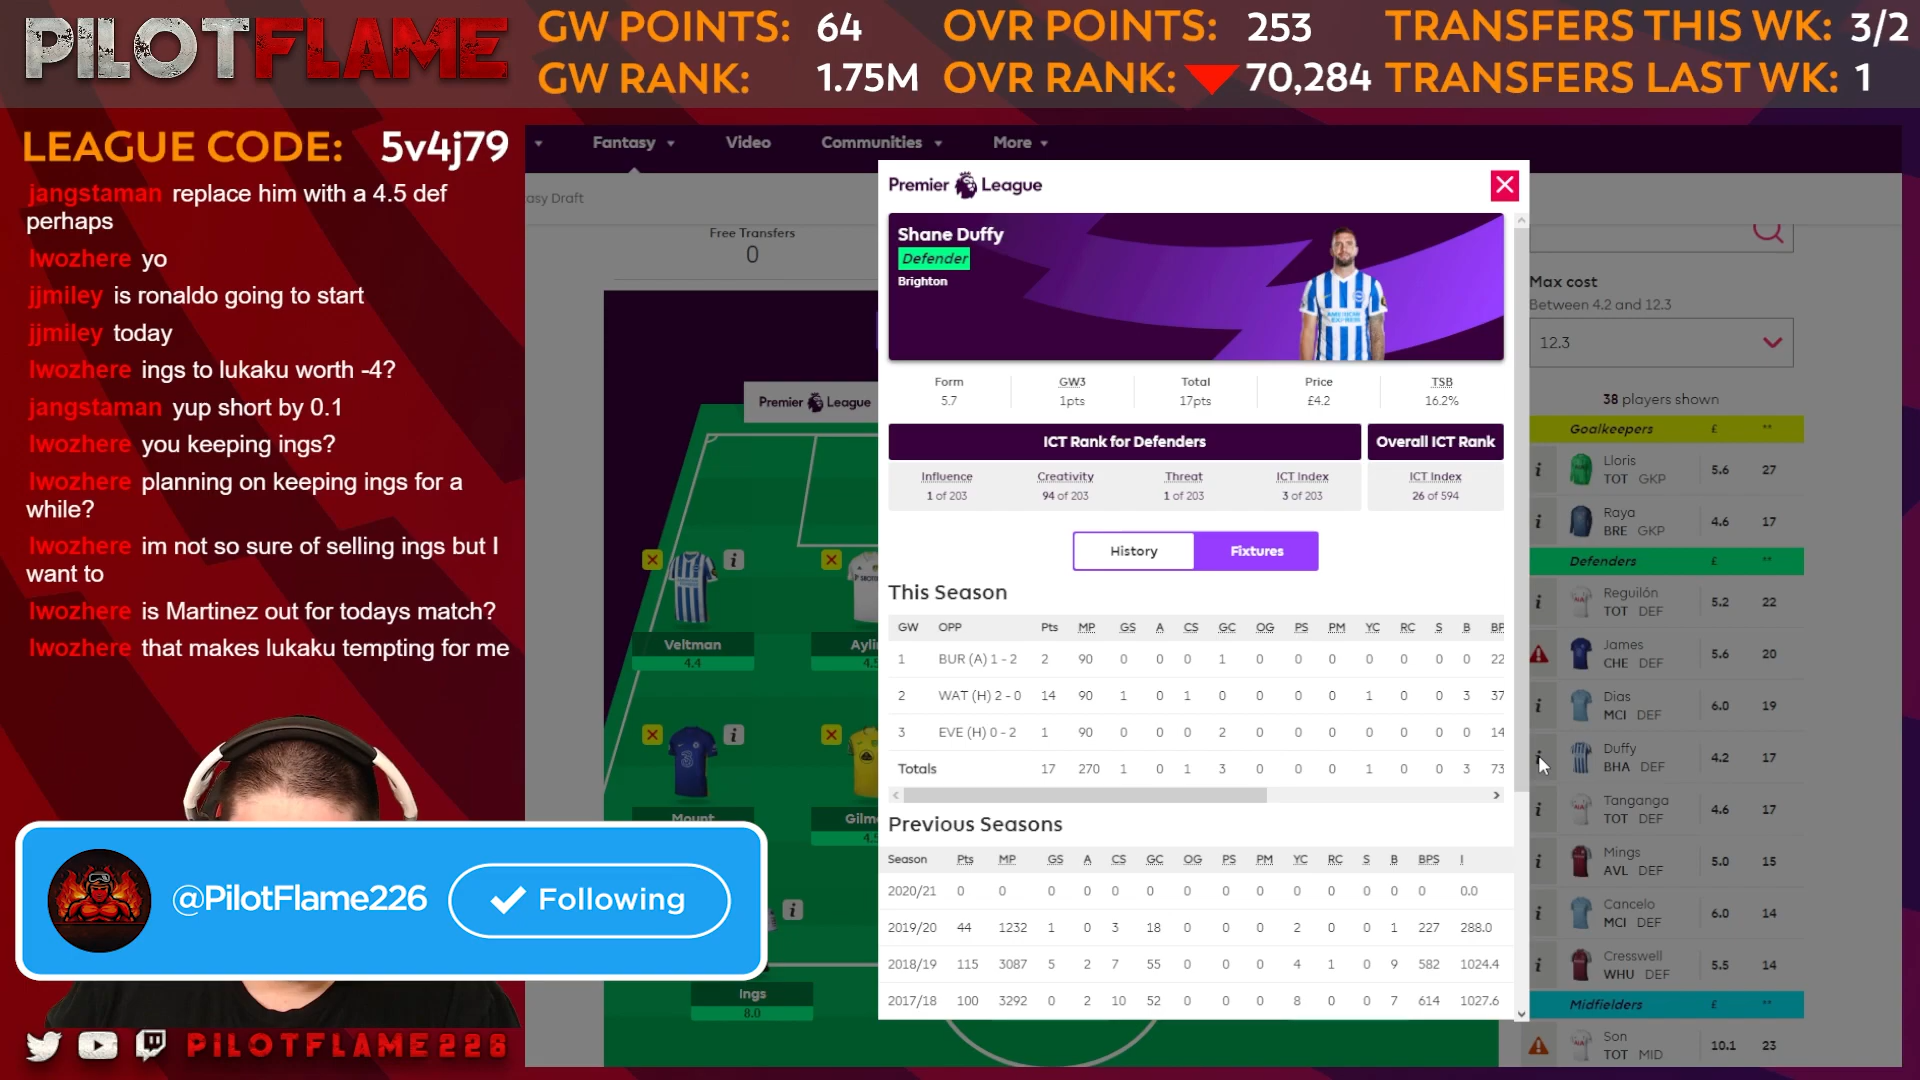 PILOTFLAME
GW POINTS: 64 OVR POINTS: 253 TRANSFERS THIS WK: 3/2
GW RANK: 1.75M OVR RANK: 70,284 TRANSFERS LAST WK: 1
LEAGUE CODE: 5v4j79
jangstaman replace him with a 4.5 def
perhaps
lwozhere yo
jjmiley is ronaldo going to start
jjmiley today
lwozhere ings to lukaku worth -4?
jangstaman yup short by 0.1
lwozhere you keeping ings?
lwozhere planning on keeping ings for a
while?
lwozhere im not so sure of selling ings but I
want to
lwozhere is Martinez out for todays match?
lwozhere that makes lukaku tempting for me
@PilotFlame226 Following
PILOTFLAME226
Fantasy Video Communities More
asy Draft
Free Transfers
0
Premier League
Veltman
4.4
Ayli
4.5
Mount
Gilm
4.5
Ings
8.0
Premier League
Shane Duffy
Defender
Brighton
Form GW3 Total Price TSB
5.7 1pts 17pts £4.2 16.2%
ICT Rank for Defenders Overall ICT Rank
Influence Creativity Threat ICT Index ICT Index
1 of 203 94 of 203 1 of 203 3 of 203 26 of 594
History Fixtures
This Season
GW OPP Pts MP GS A CS GC OG PS PM YC RC S B BP
1 BUR (A) 1 - 2 2 90 0 0 0 1 0 0 0 0 0 0 0 22
2 WAT (H) 2 - 0 14 90 1 0 1 0 0 0 0 1 0 0 3 37
3 EVE (H) 0 - 2 1 90 0 0 0 2 0 0 0 0 0 0 0 14
Totals 17 270 1 0 1 3 0 0 0 1 0 0 3 73
Previous Seasons
Season Pts MP GS A CS GC OG PS PM YC RC S B BPS I
2020/21 0 0 0 0 0 0 0 0 0 0 0 0 0 0 0.0
2019/20 44 1232 1 0 3 18 0 0 0 2 0 0 1 227 288.0
2018/19 115 3087 5 2 7 55 0 0 0 4 1 0 9 582 1024.4
2017/18 100 3292 0 2 10 52 0 0 0 8 0 0 7 614 1027.6
Max cost
Between 4.2 and 12.3
12.3
38 players shown
Goalkeepers £ **
Lloris 5.6 27
TOT GKP
Raya 4.6 17
BRE GKP
Defenders £ **
Reguilón 5.2 22
TOT DEF
James 5.6 20
CHE DEF
Dias 6.0 19
MCI DEF
Duffy 4.2 17
BHA DEF
Tanganga 4.6 17
TOT DEF
Mings 5.0 15
AVL DEF
Cancelo 6.0 14
MCI DEF
Cresswell 5.5 14
WHU DEF
Midfielders £ **
Son 10.1 23
TOT MID